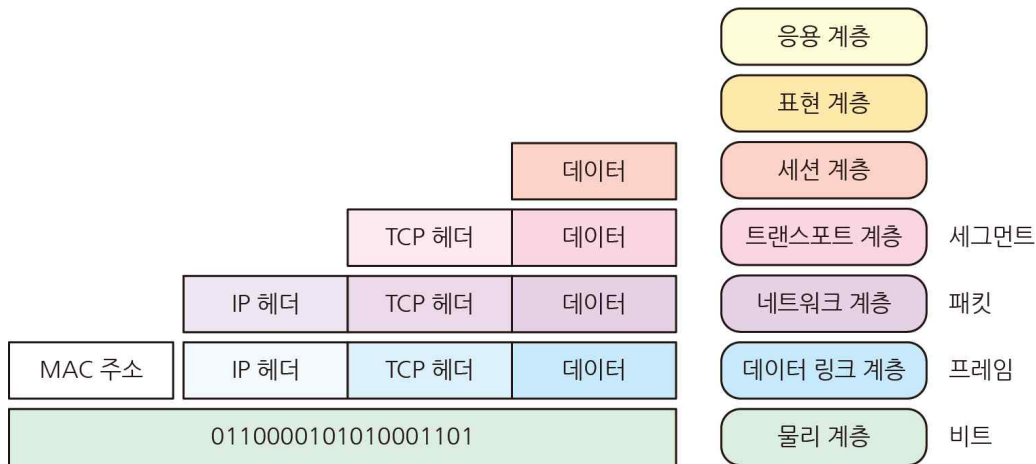 응용 계층
표현 계층
데이터 세션 계층
TCP 헤더 데이터 트랜스포트 계층 세그먼트
IP 헤더 TCP 헤더 데이터 네트워크 계층 패킷
MAC 주소 IP 헤더 TCP 헤더 데이터 데이터 링크 계층 프레임
0110000101010001101 물리 계층 비트